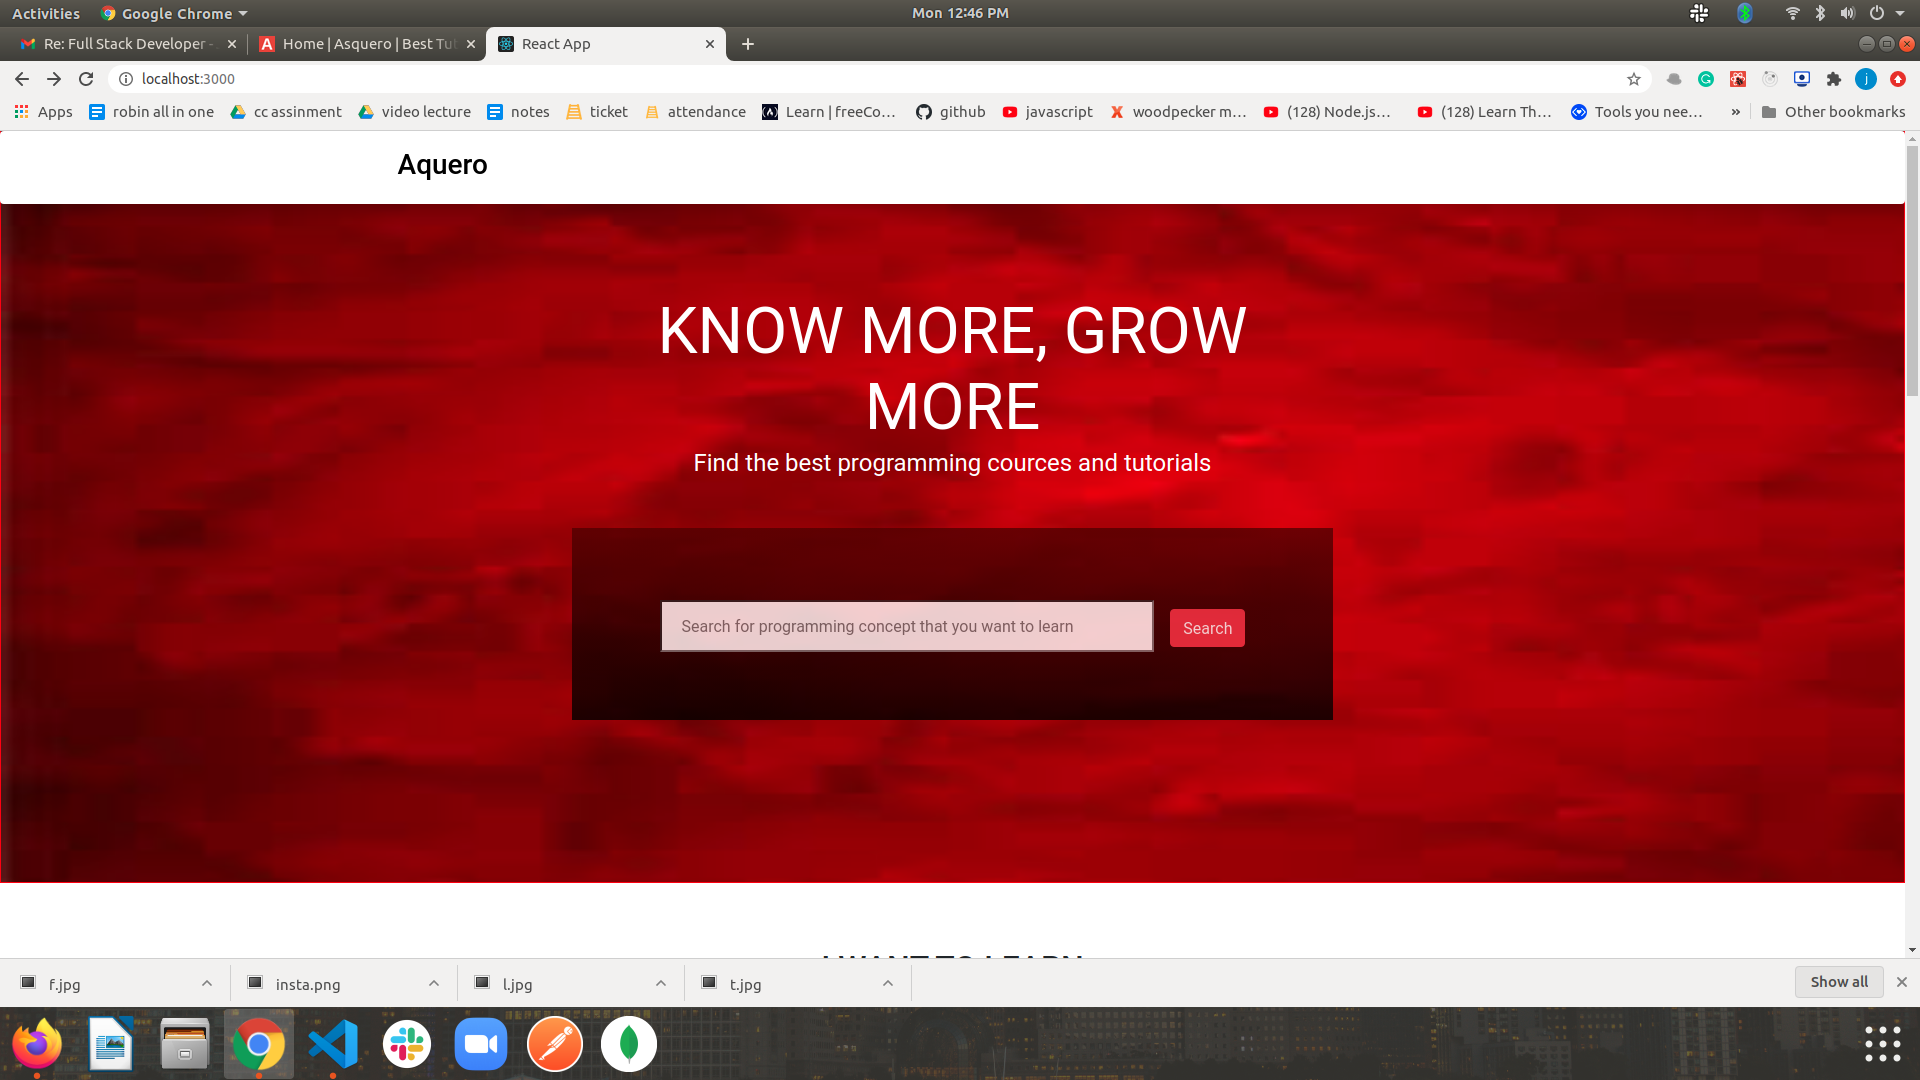 Activities
Google Chrome
Mon 12:46 PM
Re: Full Stack Developer -
Home | Asquero | Best Tut
React App
localhost:3000
j
Apps
robin all in one
cc assinment
video lecture
notes
ticket
attendance
Learn | freeCo...
github
javascript
woodpecker m...
(128) Node.js...
(128) Learn Th...
Tools you nee...
»
Other bookmarks
Aquero
KNOW MORE, GROW
MORE
Find the best programming cources and tutorials
Search for programming concept that you want to learn
Search
I WANT TO LEARN
f.jpg
insta.png
l.jpg
t.jpg
Show all